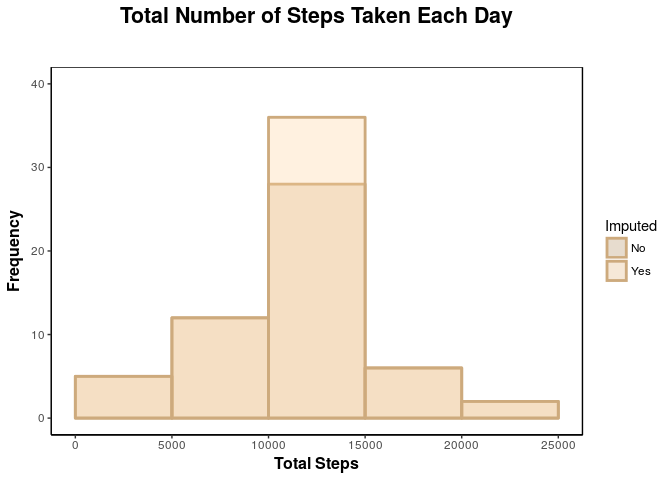 Total Number of Steps Taken Each Day
40
30
20
10
0
Frequency
0 5000 10000 15000 20000 25000
Total Steps
Imputed
No
Yes